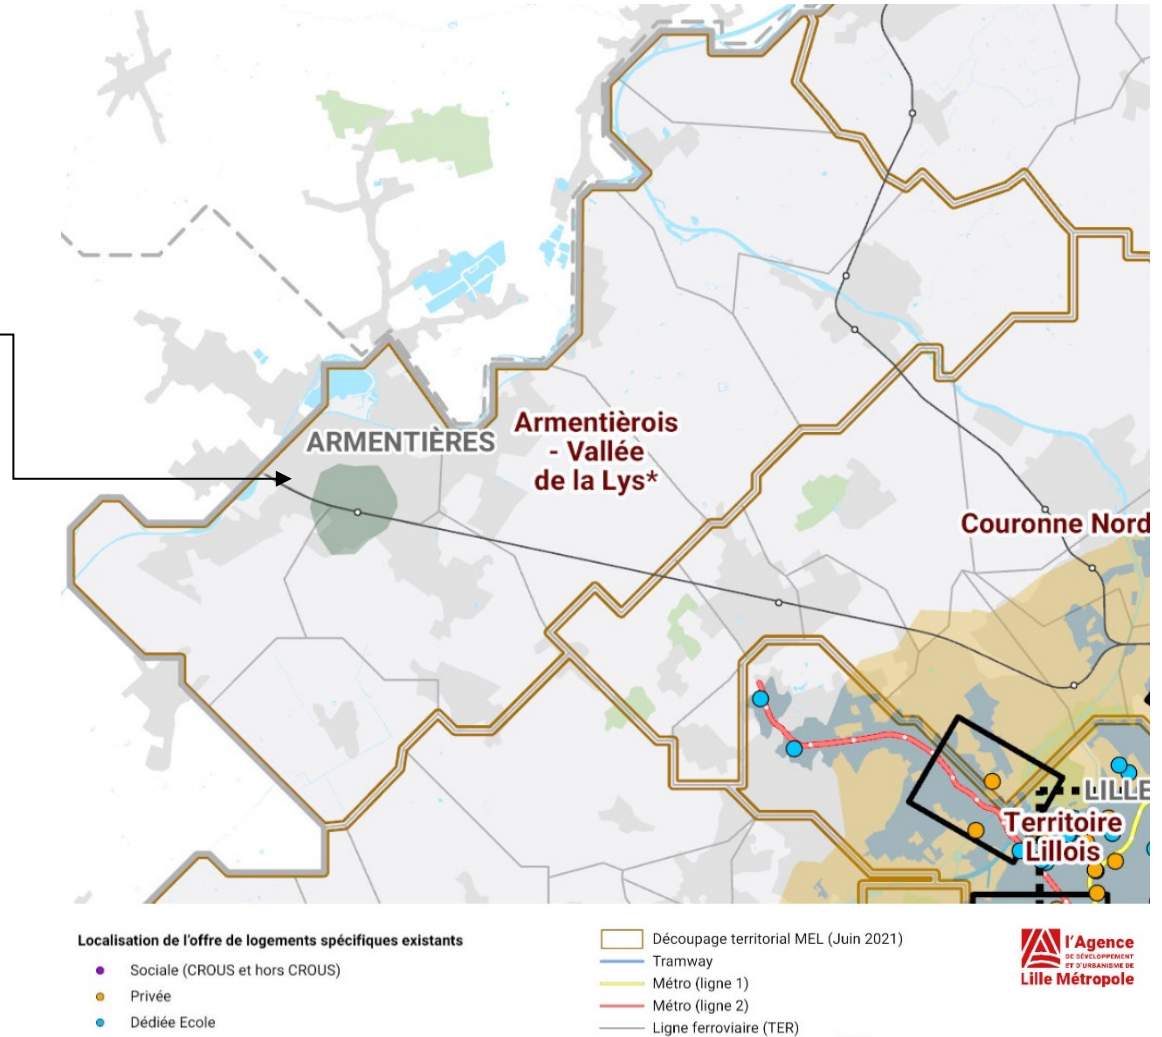 ARMENTIÈRES
Armentièrois
- Vallée
de la Lys*
Couronne Nord
LILLE
Territoire
Lillois
Localisation de l'offre de logements spécifiques existants
Sociale (CROUS et hors CROUS)
Privée
Dédiée Ecole
Découpage territorial MEL (Juin 2021)
Tramway
Métro (ligne 1)
Métro (ligne 2)
Ligne ferroviaire (TER)
l'Agence
DE DÉVELOPPEMENT
ET D'URBANISME DE
Lille Métropole